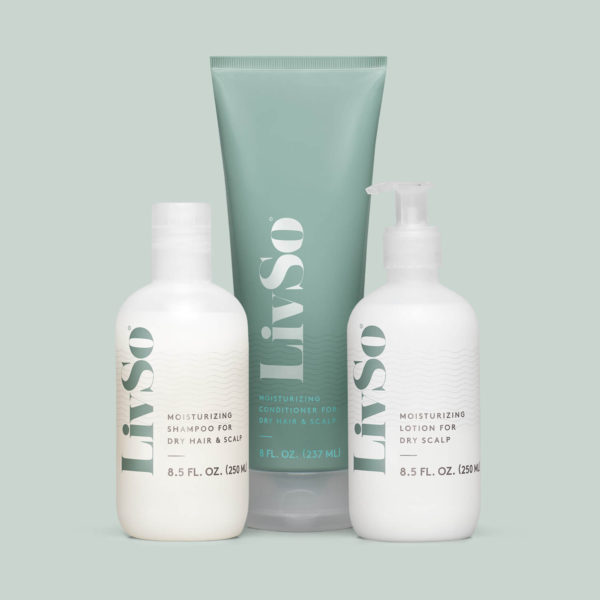 LivSo
MOISTURIZING
SHAMPOO FOR
DRY HAIR & SCALP
8.5 FL. OZ. (250 ML
LivSo
MOISTURIZING
CONDITIONER FOR
DRY HAIR & SCALP
8 FL. OZ. (237 ML)
LivSo
MOISTURIZING
LOTION FOR
DRY SCALP
8.5 FL. OZ. (250 ML